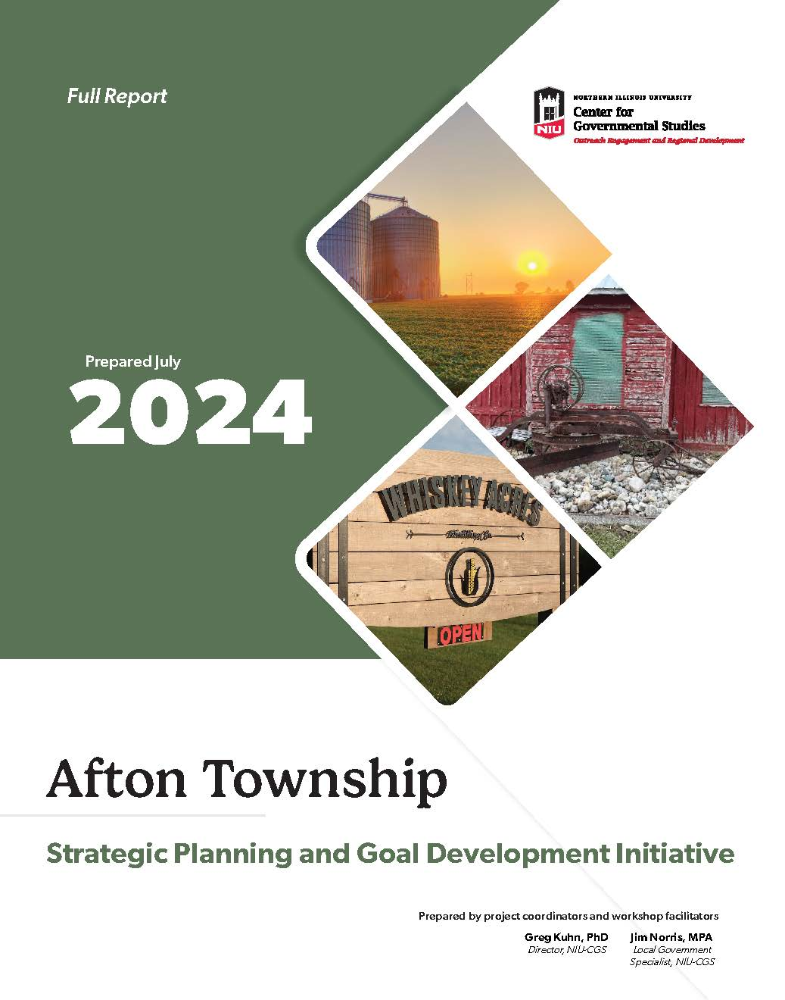 Full Report
NORTHERN ILLINOIS UNIVERSITY
Center for
Governmental Studies
NIU
Outreach Engagement and Regional Development
Prepared July
2024
WHISKEY ACRES
Distilling Co.
OPEN
Afton Township
Strategic Planning and Goal Development Initiative
Prepared by project coordinators and workshop facilitators
Greg Kuhn, PhD
Director, NIU-CGS
Jim Norris, MPA
Local Government
Specialist, NIU-CGS